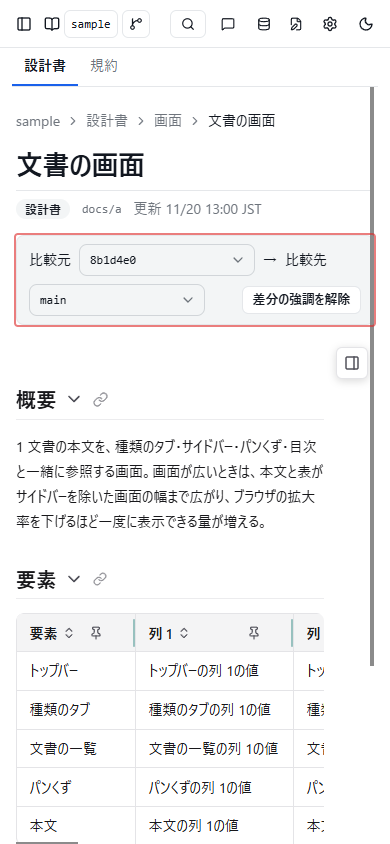 sample
設計書 規約
sample > 設計書 > 画面 > 文書の画面
文書の画面
設計書 docs/a 更新 11/20 13:00 JST
比較元 8b1d4e0 → 比較先
main 差分の強調を解除
概要
1 文書の本文を、種類のタブ・サイドバー・パンくず・目次
と一緒に参照する画面。画面が広いときは、本文と表が
サイドバーを除いた画面の幅まで広がり、ブラウザの拡大
率を下げるほど一度に表示できる量が増える。
要素
要素 列 1 列
トップバー トップバーの列 1の値 トッ
種類のタブ 種類のタブの列 1の値 種
文書の一覧 文書の一覧の列 1の値 文
パンくず パンくずの列 1の値 パン
本文 本文の列 1の値 本